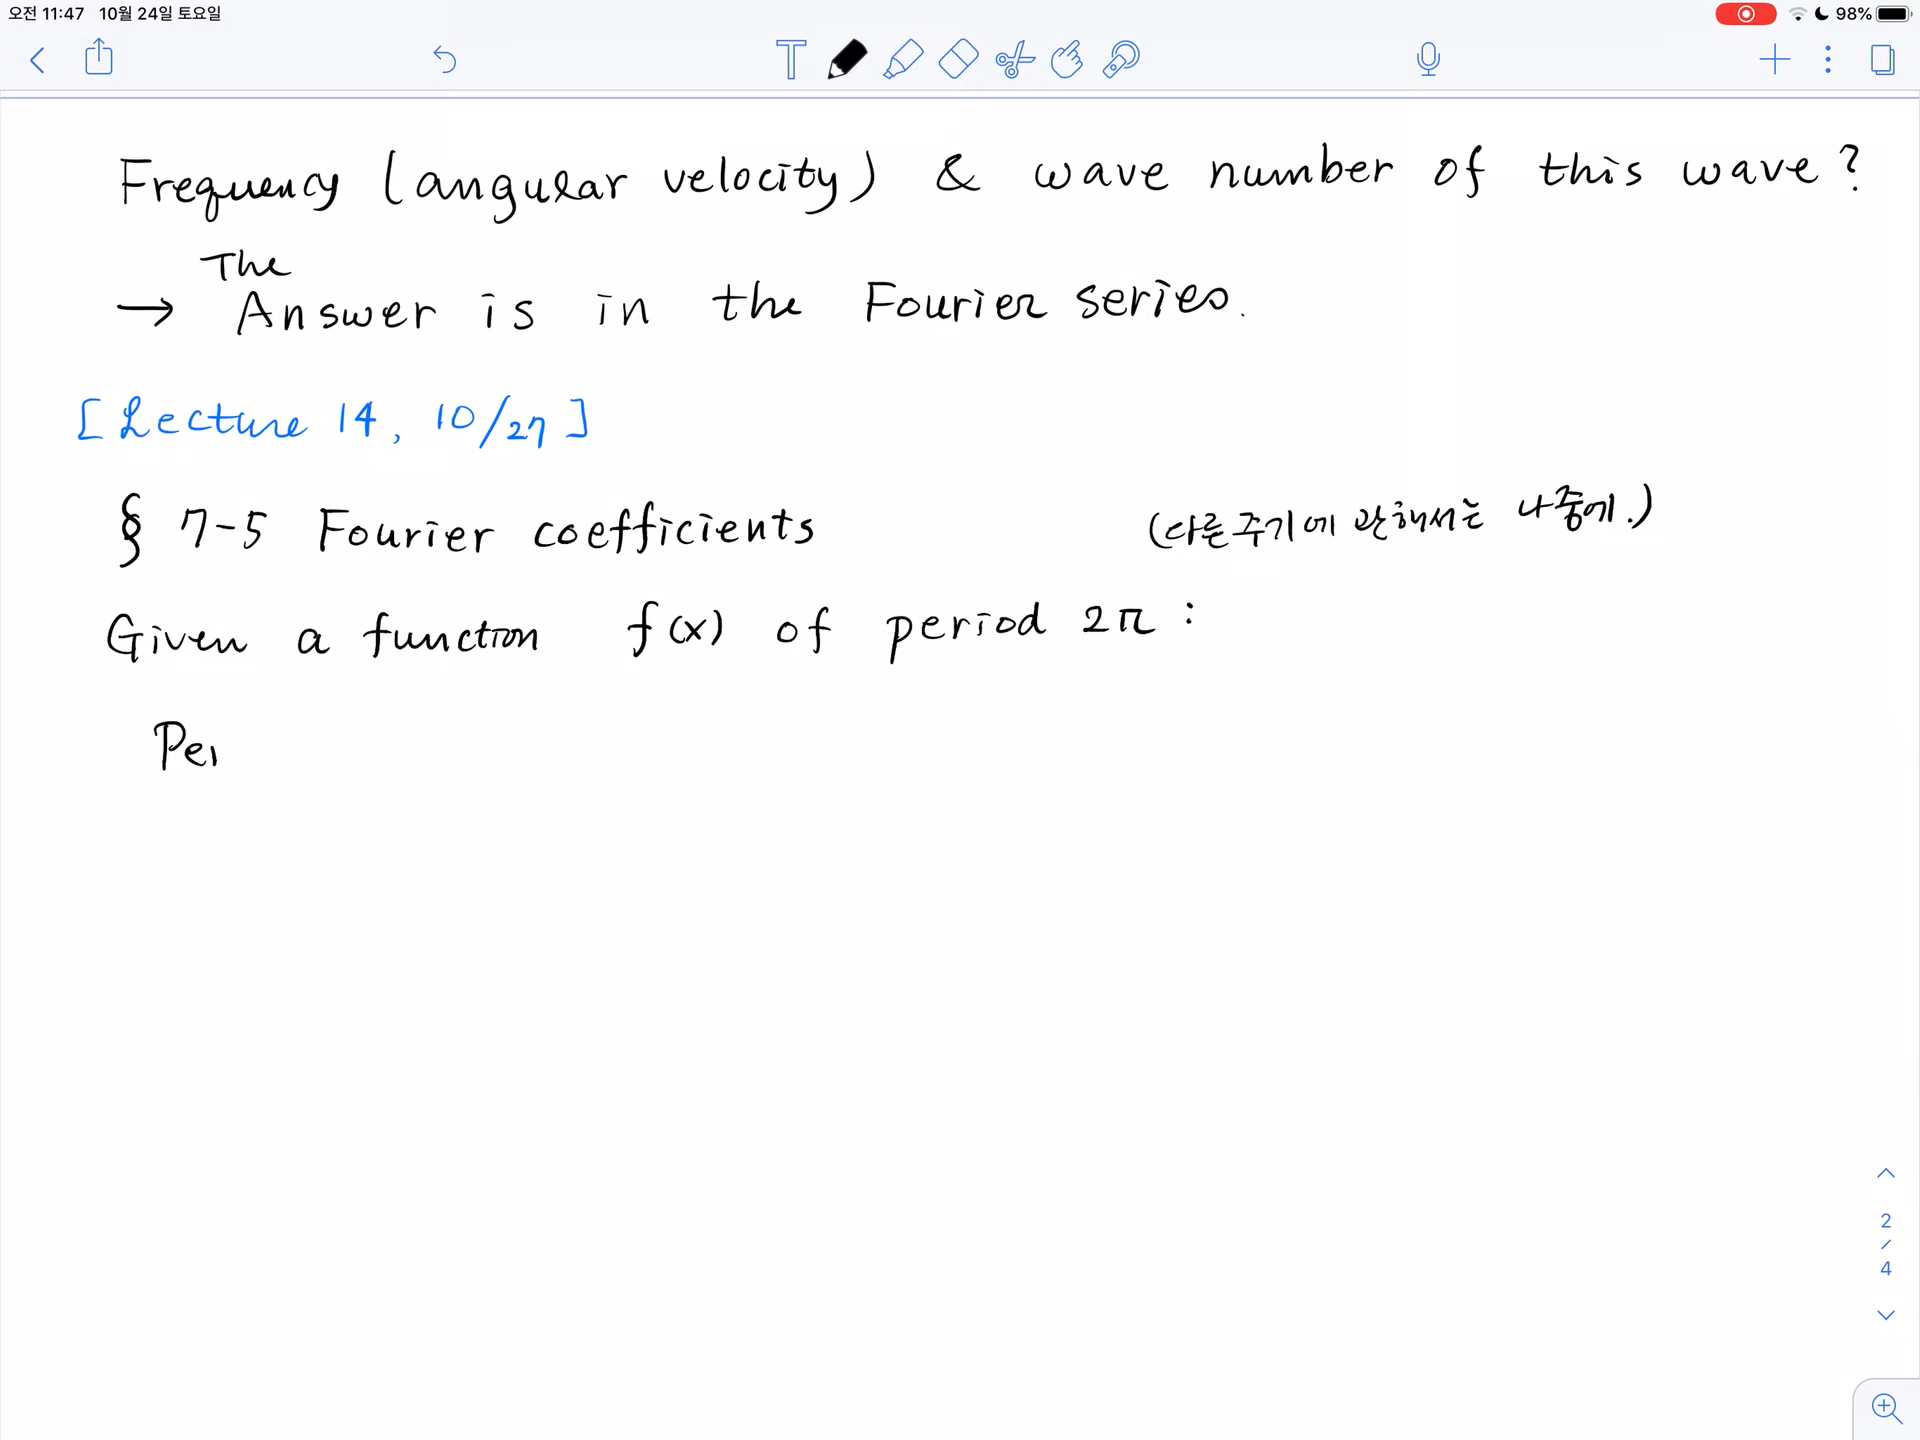 오전 11:47 10월 24일 토요일
98%
Frequency (angular velocity) & wave number of this wave?
The
→ Answer is in the Fourier series.
[Lecture 14, 10/27]
§ 7-5 Fourier coefficients
(다른 주기에 관해서는 나중에.)
Given a function f(x) of period 2π :
Per
2
/
4